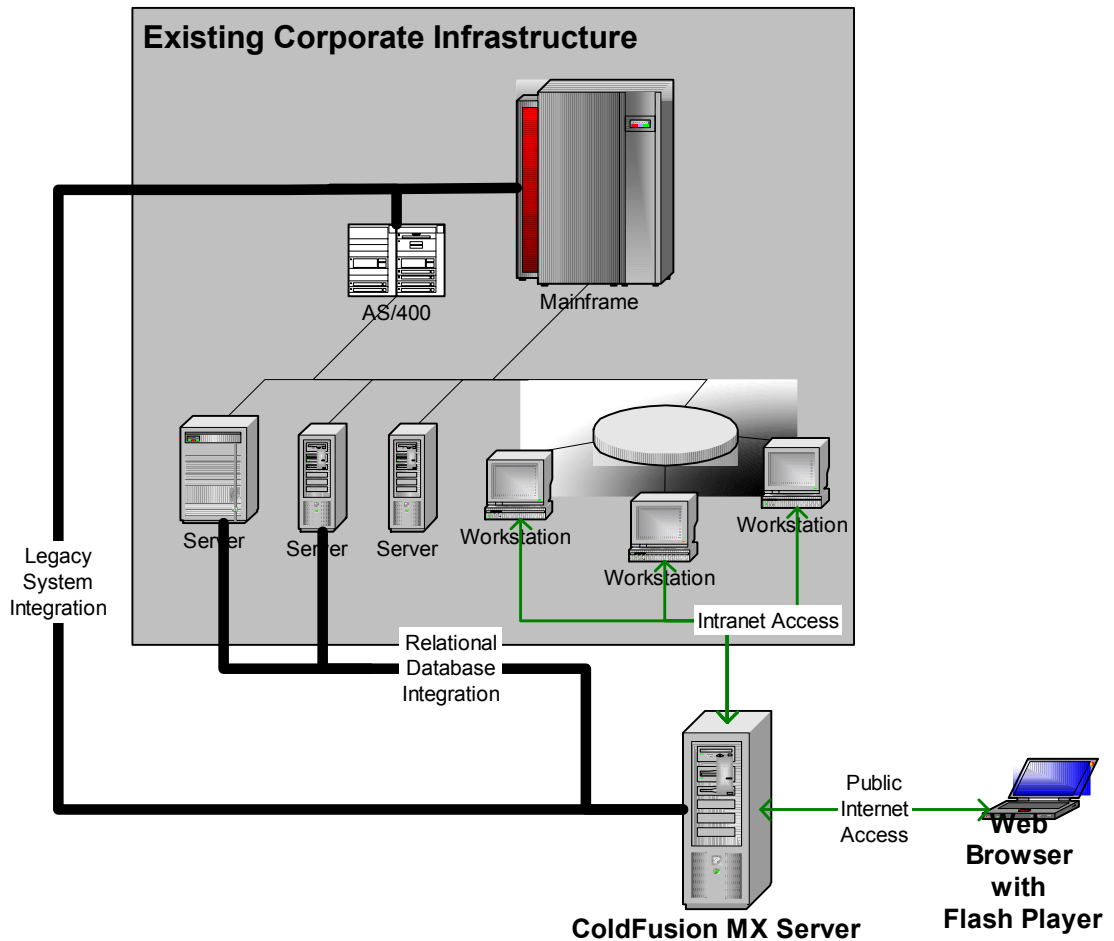 Existing Corporate Infrastructure
Mainframe
AS/400
Server
Server
Server
Workstation
Workstation
Workstation
Legacy
System
Integration
Intranet Access
Relational
Database
Integration
Public
Internet
Access
Web
Browser
with
Flash Player
ColdFusion MX Server